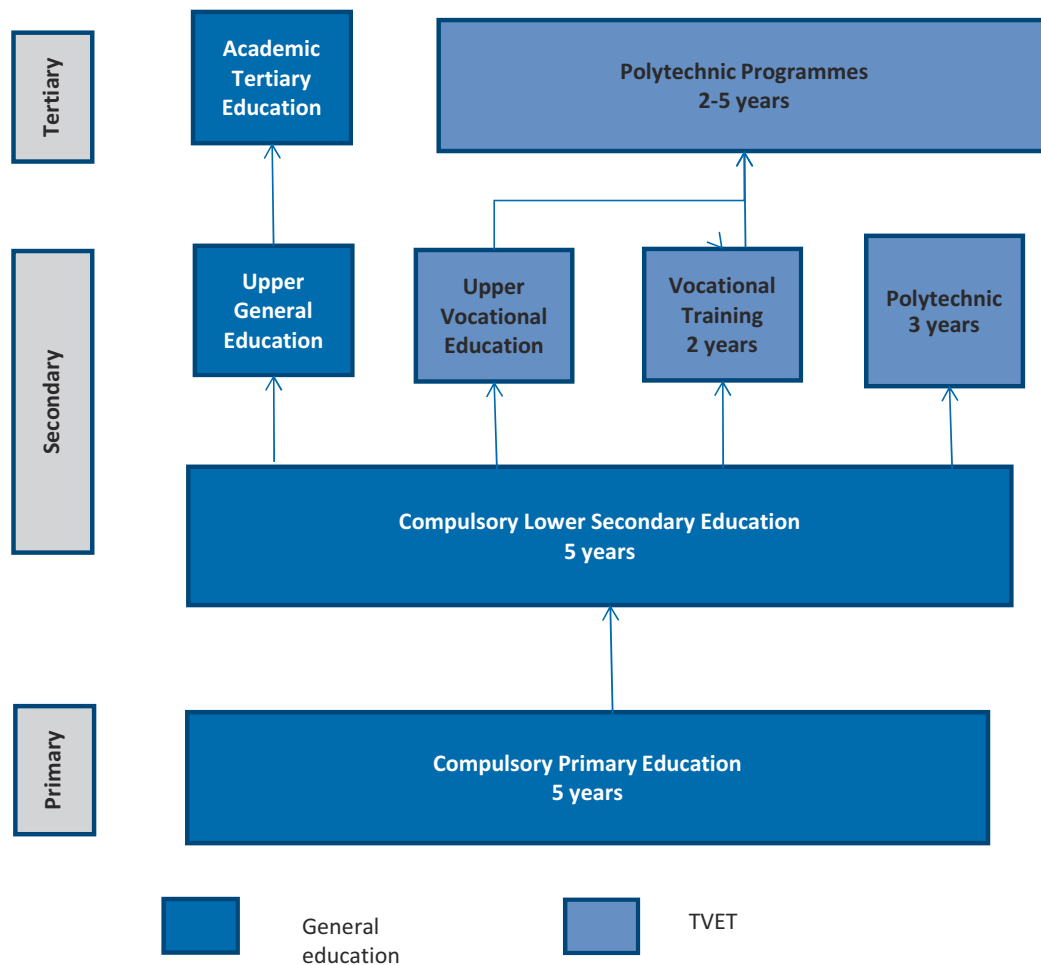 Tertiary
Academic
Tertiary
Education
Polytechnic Programmes
2-5 years
Secondary
Upper
General
Education
Upper
Vocational
Education
Vocational
Training
2 years
Polytechnic
3 years
Compulsory Lower Secondary Education
5 years
Primary
Compulsory Primary Education
5 years
General
education
TVET